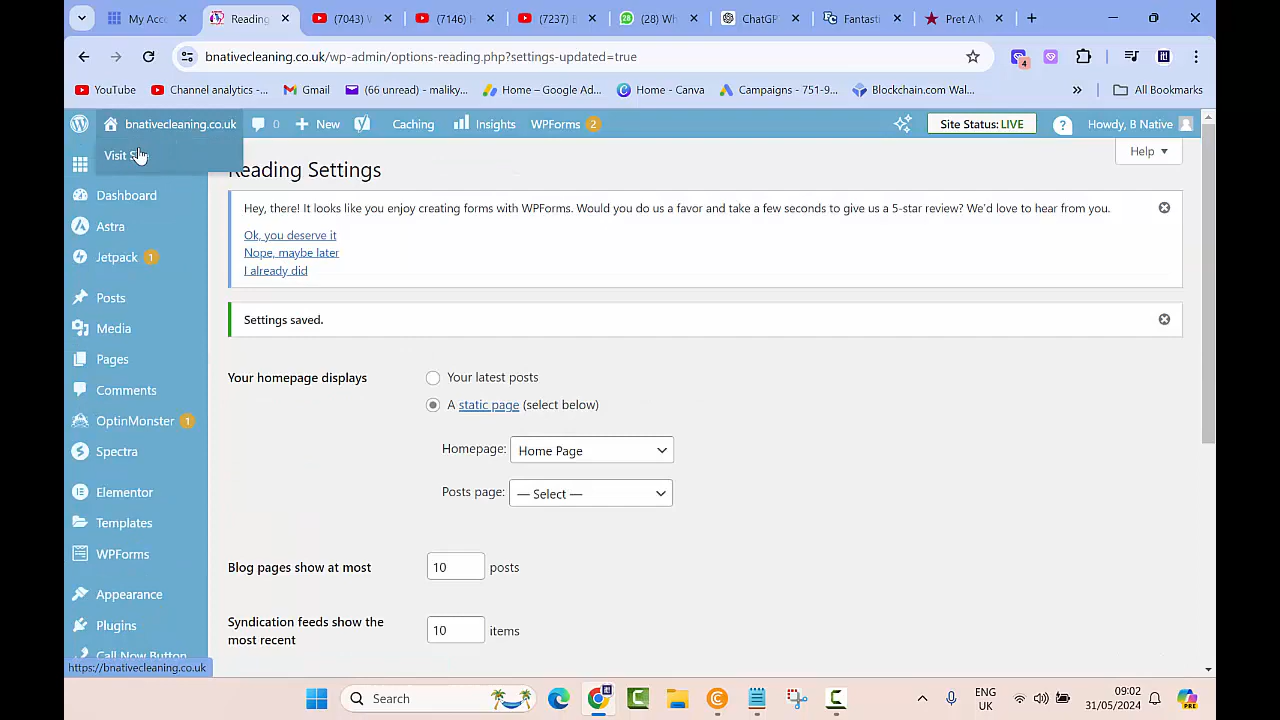 My Acc
Reading
(7043) W
(7146) H
(7237) B
(23) Wh
ChatGP
Fantasti
Pret A M
bnativecleaning.co.uk/wp-admin/options-reading.php?settings-updated=true
4
YouTube
Channel analytics -...
Gmail
(66 unread) - maliky...
Home – Google Ad...
Home - Canva
Campaigns - 751-9...
Blockchain.com Wal...
All Bookmarks
bnativecleaning.co.uk
0
New
Caching
Insights
WPForms 2
Site Status: LIVE
Howdy, B Native
Visit S
Help
Reading Settings
Dashboard
Astra
Jetpack 1
Posts
Media
Pages
Comments
OptinMonster 1
Spectra
Elementor
Templates
WPForms
Appearance
Plugins
Call Now Button
https://bnativecleaning.co.uk
Hey, there! It looks like you enjoy creating forms with WPForms. Would you do us a favor and take a few seconds to give us a 5-star review? We'd love to hear from you.
Ok, you deserve it
Nope, maybe later
I already did
Settings saved.
Your homepage displays
Your latest posts
A static page (select below)
Homepage: Home Page
Posts page: — Select —
Blog pages show at most 10 posts
Syndication feeds show the
most recent
10 items
Search
ENG
UK
09:02
31/05/2024
PRE